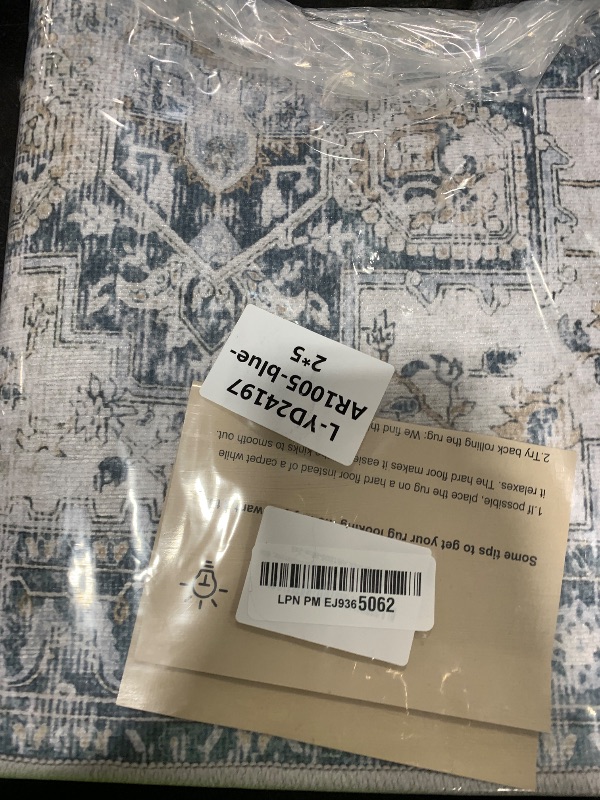 L-YD24197
AR1005-blue-
2*5
Some tips to get your rug looking
1. If possible, place the rug on a hard floor instead of a carpet while
it relaxes. The hard floor makes it easie kinks to smooth out.
2. Try back rolling the rug: We find th
LPN PM EJ9365062